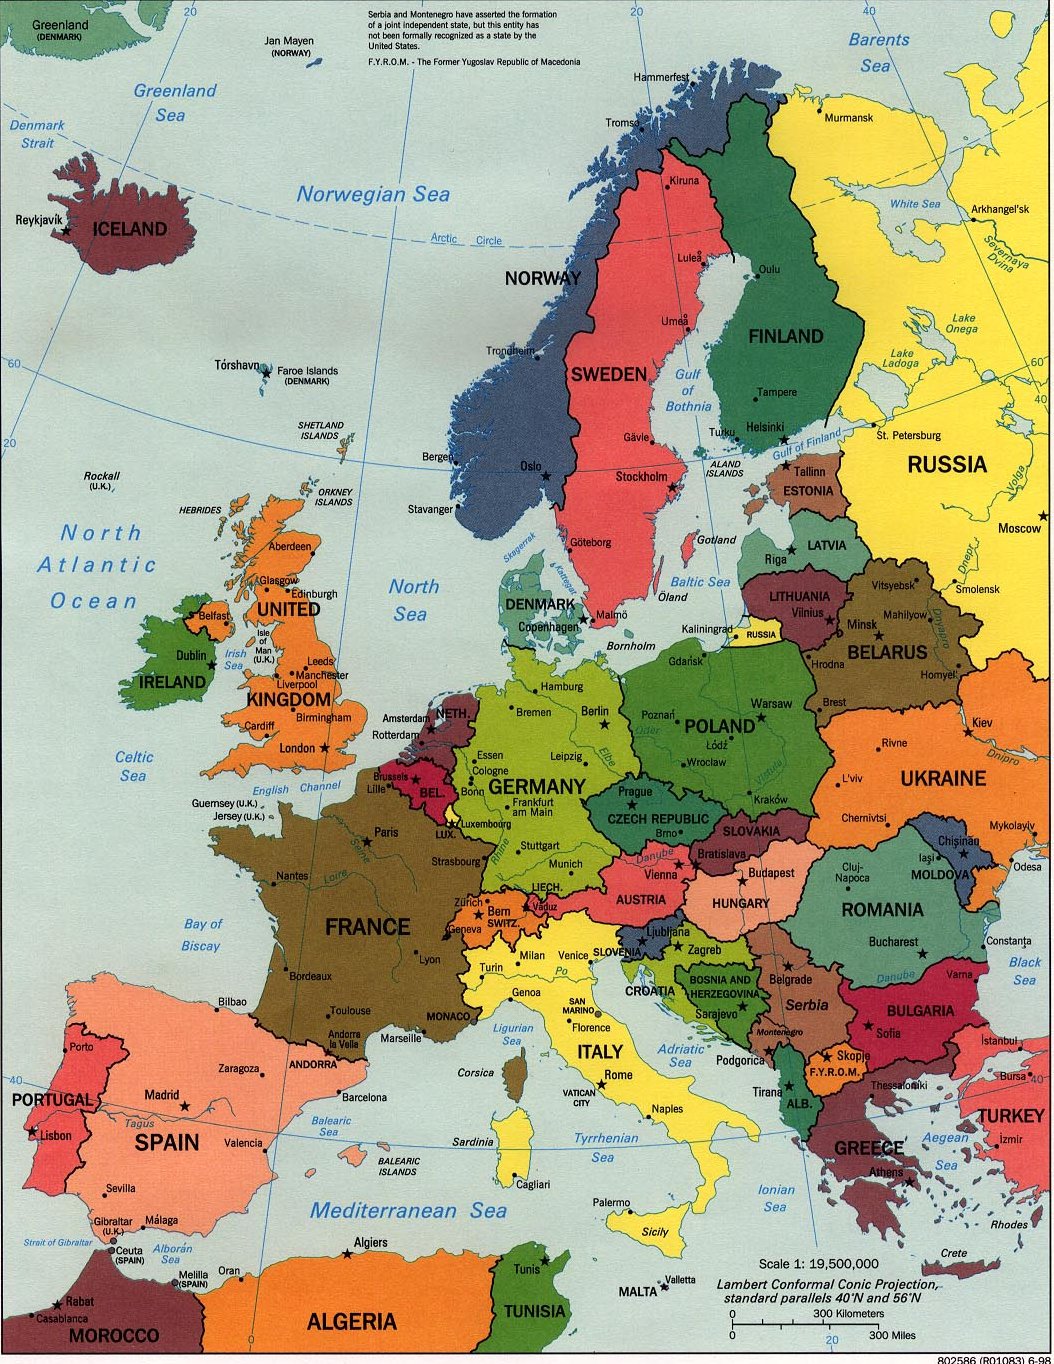 Greenland
(DENMARK)
20
Jan Mayen
(NORWAY)
Serbia and Montenegro have asserted the formation
of a joint independent state, but this entity has
not been formally recognized as a state by the
United States.
F.Y.R.O.M. - The Former Yugoslav Republic of Macedonia
20
40
Barents
Sea
Greenland
Sea
Hammerfest
Denmark
Strait
Tromsø
Murmansk
Norwegian Sea
Kiruna
White Sea
Arkhangel'sk
Reykjavík
ICELAND
Arctic Circle
Severnaya
Dvina
NORWAY
Luleå
Oulu
Umeå
Lake
Onega
FINLAND
Trondheim
Lake
Ladoga
60
60
Tórshavn
Faroe Islands
(DENMARK)
SWEDEN
Gulf
of
Bothnia
Tampere
40
SHETLAND
ISLANDS
Gävle
Turku
Helsinki
Gulf of Finland
St. Petersburg
20
Bergen
Oslo
Stockholm
ALAND
ISLANDS
Tallinn
RUSSIA
Rockall
(U.K.)
ORKNEY
ISLANDS
ESTONIA
Volga
HEBRIDES
Stavanger
Moscow
North
Atlantic
Ocean
Aberdeen
Skagerrak
Göteborg
Gotland
Riga
LATVIA
Dnepr
Glasgow
Edinburgh
North
Sea
Kattegat
Baltic Sea
Vitsyebsk
Smolensk
UNITED
DENMARK
Öland
LITHUANIA
Vilnius
Mahilyow
Dnyapro
Belfast
Copenhagen
Malmö
Kaliningrad
RUSSIA
Minsk
BELARUS
Isle
of
Man
(U.K.)
Irish
Sea
Bornholm
Dublin
Leeds
Manchester
Liverpool
Gdańsk
Hrodna
Homyel'
IRELAND
KINGDOM
Hamburg
Birmingham
Amsterdam
NETH.
Bremen
Berlin
Poznań
Warsaw
Brest
Cardiff
Rotterdam
Oder
POLAND
Kiev
London
Łódź
Rivne
Celtic
Sea
Essen
Cologne
Bonn
Leipzig
Elbe
Wrocław
Vistula
Dnipro
English Channel
Brussels
Lille
BEL.
GERMANY
Prague
L'viv
UKRAINE
Guernsey (U.K.)
Jersey (U.K.)
Frankfurt
am Main
Kraków
LUX.
Luxembourg
CZECH REPUBLIC
Brno
Chernivtsi
Mykolayiv
Paris
Seine
Rhine
Stuttgart
SLOVAKIA
Chişinău
Strasbourg
Munich
Danube
Vienna
Bratislava
Iaşi
Odesa
Nantes
Loire
LIECH.
Budapest
Cluj-
Napoca
MOLDOVA
Zürich
Bern
Vaduz
AUSTRIA
HUNGARY
SWITZ.
Geneva
ROMANIA
Bay of
Biscay
FRANCE
Ljubljana
SLOVENIA
Zagreb
Bucharest
Constanța
Lyon
Milan
Venice
Turin
Po
Black
Sea
Bordeaux
CROATIA
BOSNIA AND
HERZEGOVINA
Belgrade
Danube
Varna
Genoa
Sarajevo
Serbia
Bilbao
Toulouse
MONACO
SAN
MARINO
BULGARIA
Andorra
la Vella
Marseille
Ligurian
Sea
Florence
Montenegro
Sofia
Porto
ITALY
Adriatic
Sea
Podgorica
Skopje
İstanbul
ANDORRA
Zaragoza
Corsica
Rome
F.Y.R.O.M.
Bursa
40
40
Madrid
Barcelona
VATICAN
CITY
Tirana
ALB.
Thessaloníki
PORTUGAL
Naples
Tagus
Balearic
Sea
TURKEY
Lisbon
SPAIN
Valencia
Sardinia
Tyrrhenian
Sea
GREECE
Aegean
Sea
İzmir
BALEARIC
ISLANDS
Athens
Sevilla
Cagliari
Ionian
Sea
Mediterranean Sea
Palermo
Gibraltar
(U.K.)
Málaga
Sicily
Rhodes
Strait of Gibraltar
Ceuta
(SPAIN)
Alborán
Sea
Algiers
Crete
Melilla
(SPAIN)
Oran
Tunis
Scale 1: 19,500,000
Lambert Conformal Conic Projection,
standard parallels 40°N and 56°N
MALTA
Valletta
Rabat
Casablanca
MOROCCO
ALGERIA
TUNISIA
0 300 Kilometers
0 300 Miles
0
20
802586 (R01083) 6-98